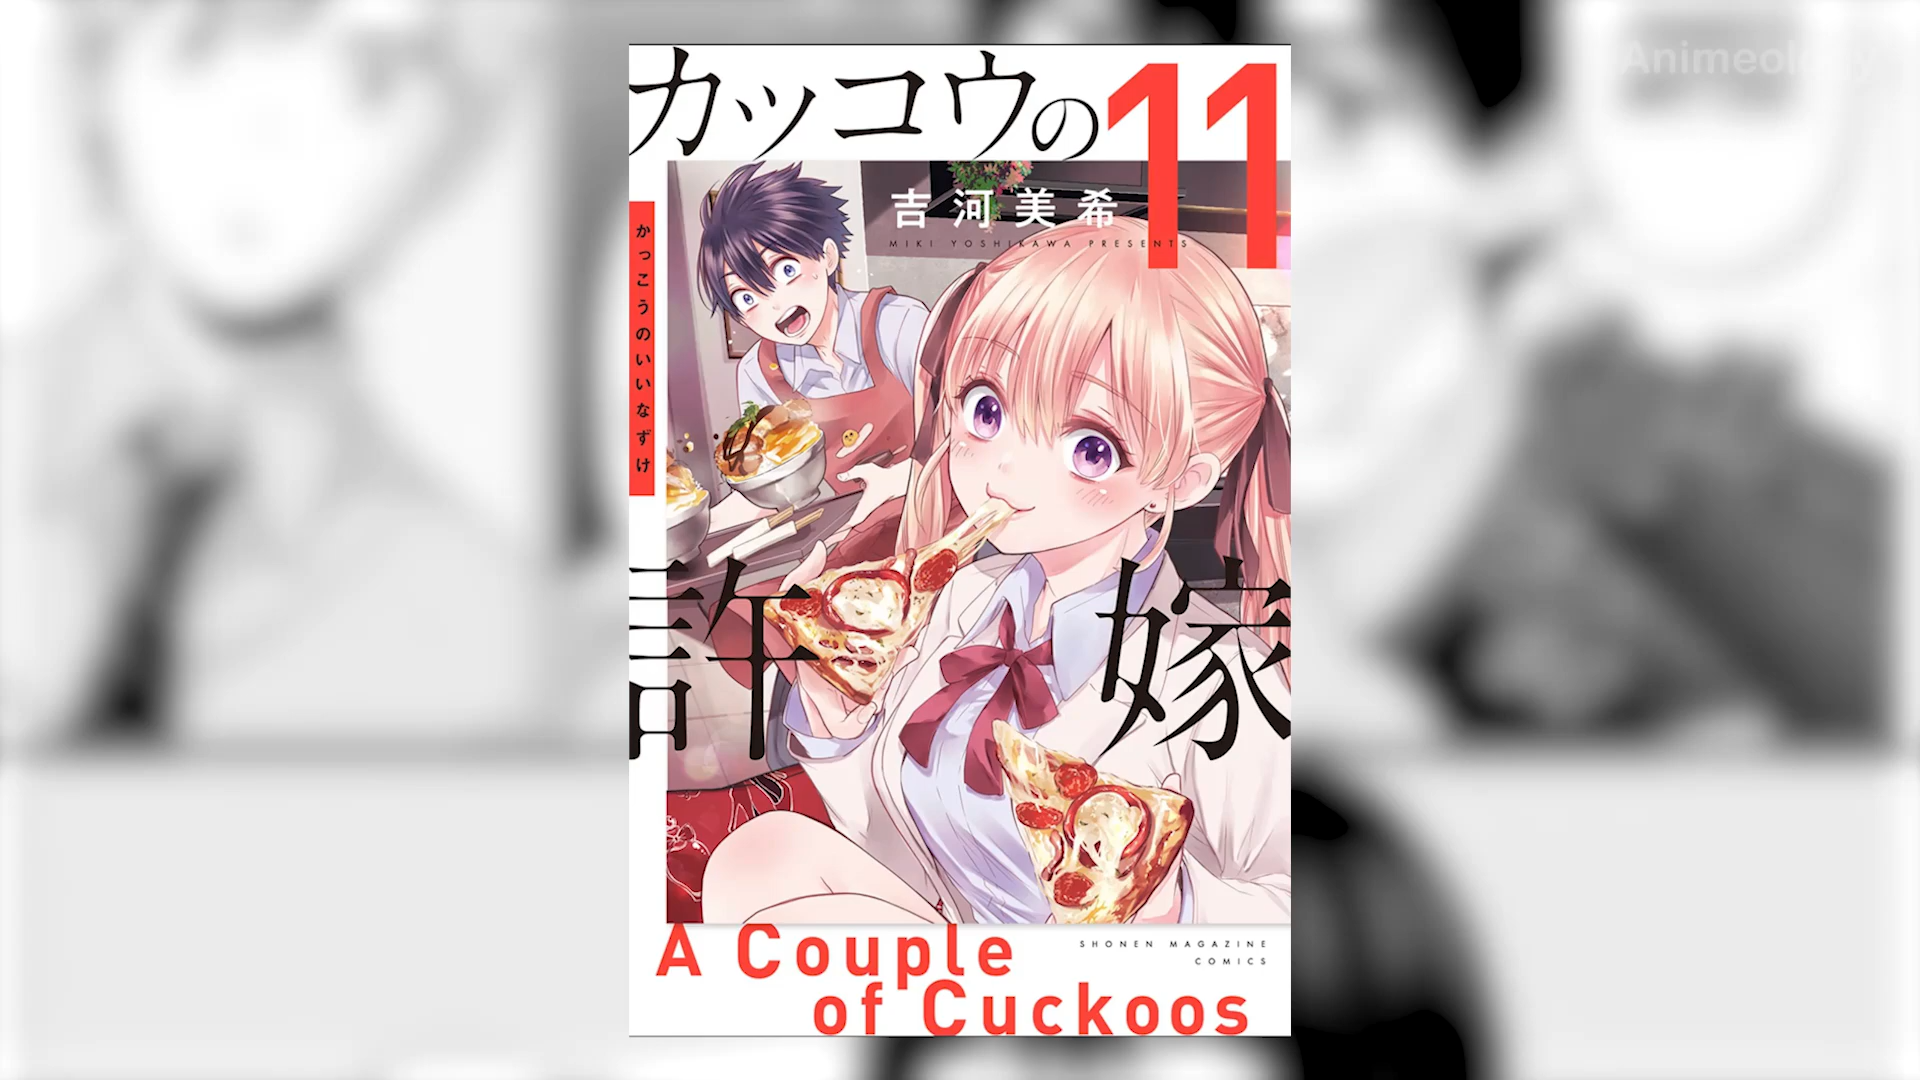 Animeology
カッコウの
11
吉河美希
MIKI YOSHIKAWA PRESENTS
かっこうのいいなずけ
許嫁
A Couple
of Cuckoos
SHONEN MAGAZINE
COMICS